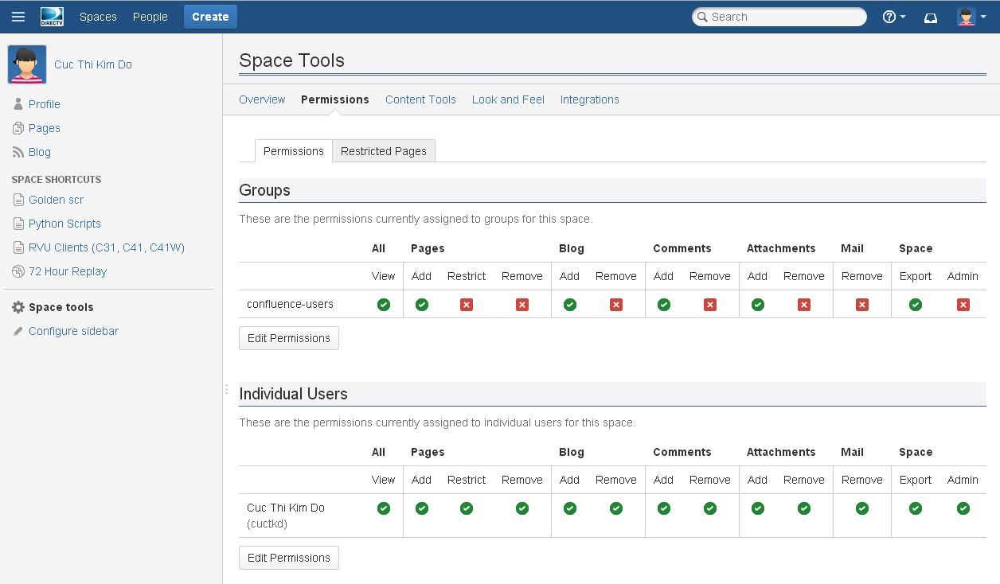 DIRECTV Spaces People Create Search
Cuc Thi Kim Do
Profile
Pages
Blog
SPACE SHORTCUTS
Golden scr
Python Scripts
RVU Clients (C31, C41, C41W)
72 Hour Replay
Space tools
Configure sidebar
Space Tools
Overview Permissions Content Tools Look and Feel Integrations
Permissions Restricted Pages
Groups
These are the permissions currently assigned to groups for this space.
All Pages Blog Comments Attachments Mail Space
View Add Restrict Remove Add Remove Add Remove Add Remove Remove Export Admin
confluence-users
Edit Permissions
Individual Users
These are the permissions currently assigned to individual users for this space.
All Pages Blog Comments Attachments Mail Space
View Add Restrict Remove Add Remove Add Remove Add Remove Remove Export Admin
Cuc Thi Kim Do
(cuctkd)
Edit Permissions